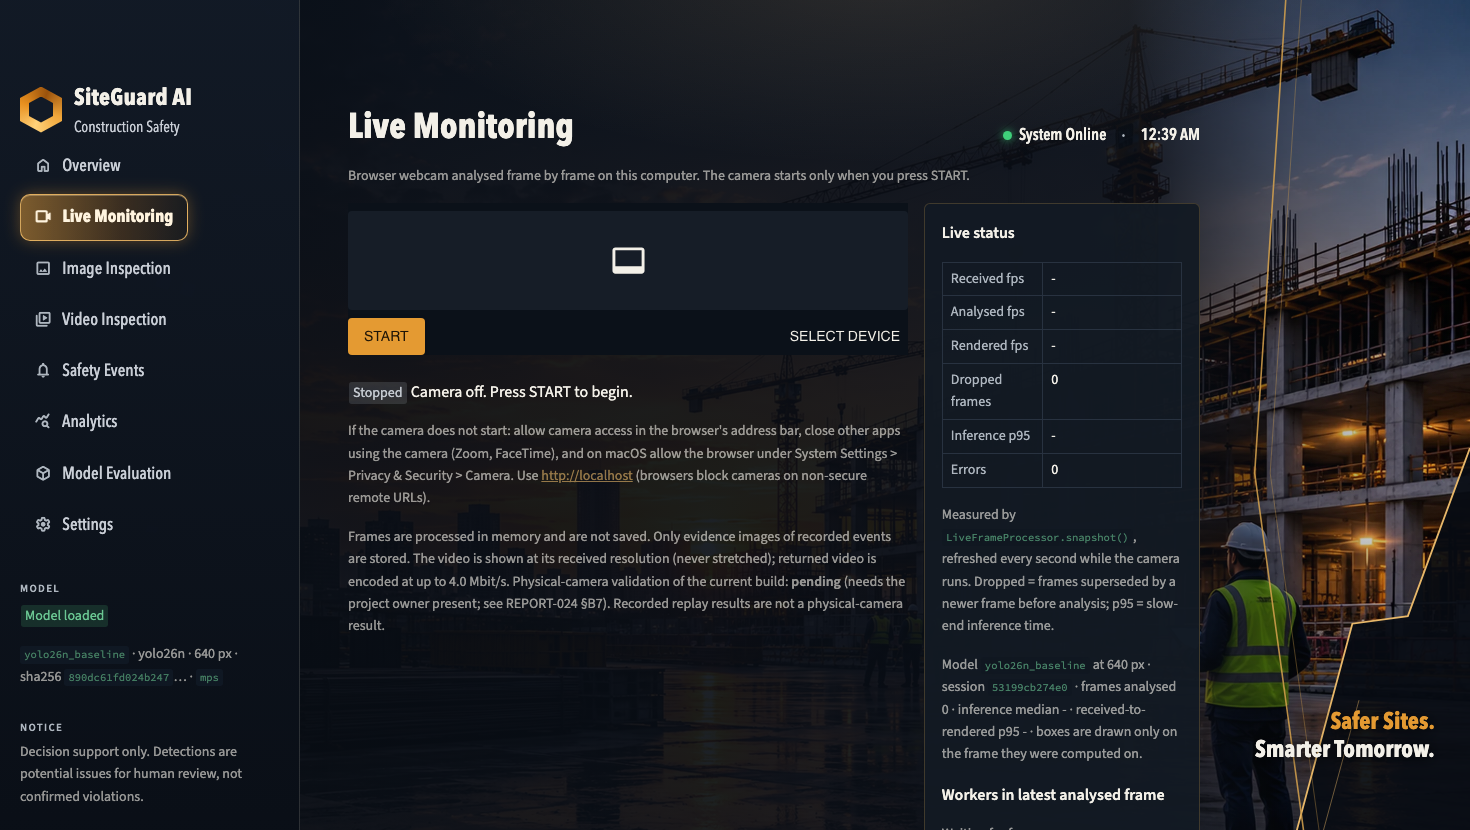 SiteGuard AI
Construction Safety
Overview
Live Monitoring
Image Inspection
Video Inspection
Safety Events
Analytics
Model Evaluation
Settings
MODEL
Model loaded
yolo26n_baseline · yolo26n · 640 px ·
sha256 890dc61fd024b247 … · mps
NOTICE
Decision support only. Detections are
potential issues for human review, not
confirmed violations.
Live Monitoring
System Online · 12:39 AM
Browser webcam analysed frame by frame on this computer. The camera starts only when you press START.
START
SELECT DEVICE
Stopped Camera off. Press START to begin.
If the camera does not start: allow camera access in the browser's address bar, close other apps
using the camera (Zoom, FaceTime), and on macOS allow the browser under System Settings >
Privacy & Security > Camera. Use http://localhost (browsers block cameras on non-secure
remote URLs).
Frames are processed in memory and are not saved. Only evidence images of recorded events
are stored. The video is shown at its received resolution (never stretched); returned video is
encoded at up to 4.0 Mbit/s. Physical-camera validation of the current build: pending (needs the
project owner present; see REPORT-024 §B7). Recorded replay results are not a physical-camera
result.
Live status
Received fps -
Analysed fps -
Rendered fps -
Dropped
frames 0
Inference p95 -
Errors 0
Measured by
LiveFrameProcessor.snapshot() ,
refreshed every second while the camera
runs. Dropped = frames superseded by a
newer frame before analysis; p95 = slow-
end inference time.
Model yolo26n_baseline at 640 px ·
session 53199cb274e0 · frames analysed
0 · inference median - · received-to-
rendered p95 - · boxes are drawn only on
the frame they were computed on.
Workers in latest analysed frame
Safer Sites.
Smarter Tomorrow.